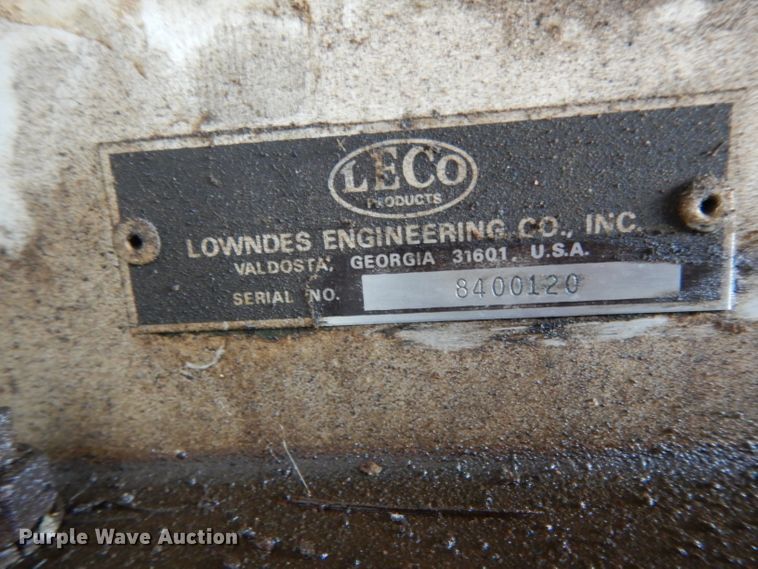 LECO
PRODUCTS
LOWNDES ENGINEERING CO., INC.
VALDOSTA, GEORGIA 31601, U.S.A.
SERIAL NO. 8400120
Purple Wave Auction